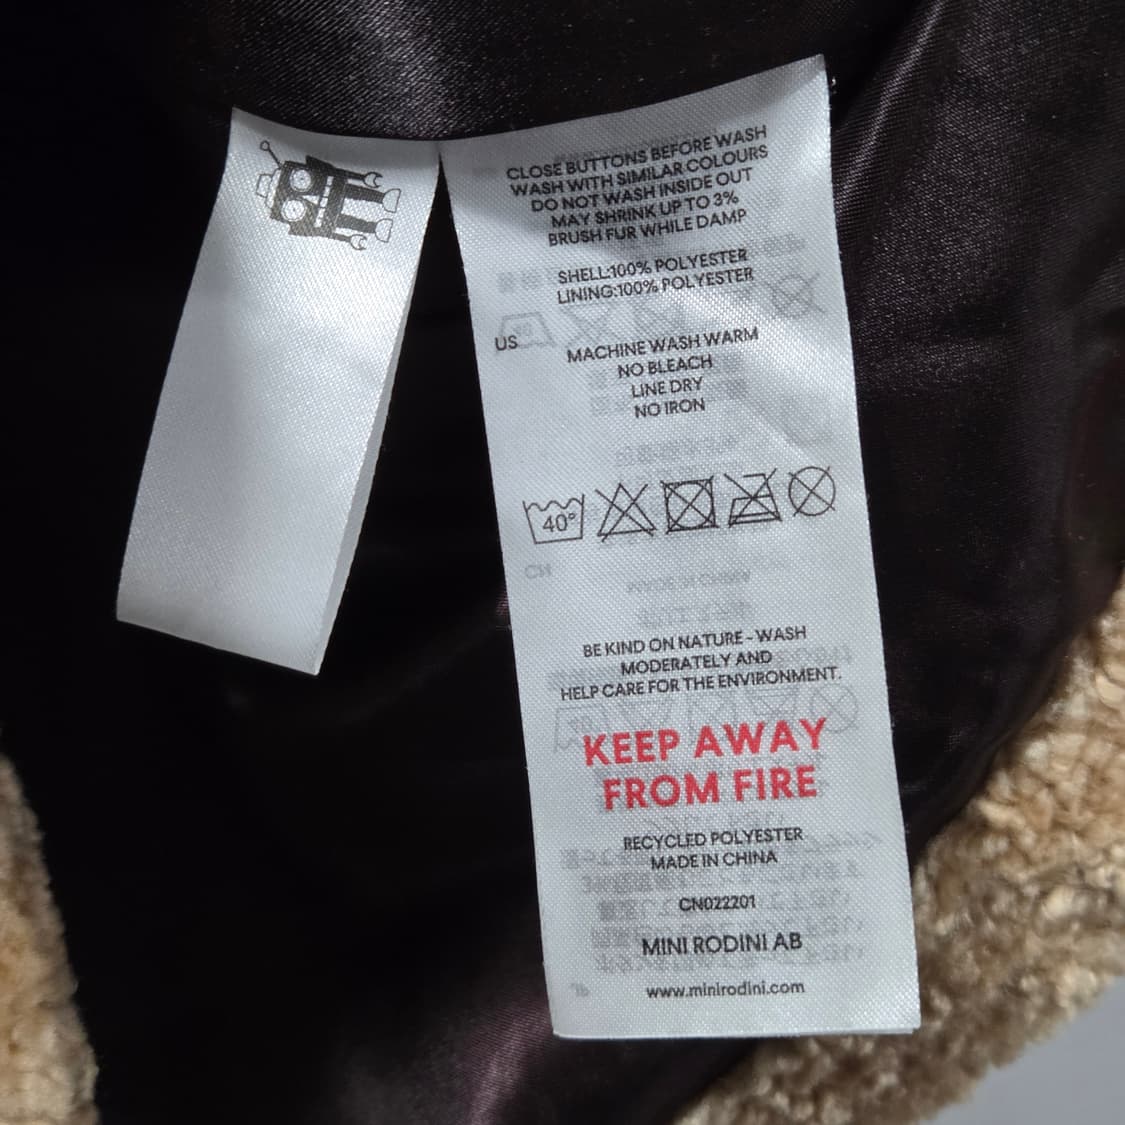 CLOSE BUTTONS BEFORE WASH
WASH WITH SIMILAR COLOURS
DO NOT WASH INSIDE OUT
MAY SHRINK UP TO 3%
BRUSH FUR WHILE DAMP
SHELL:100% POLYESTER
LINING:100% POLYESTER
US
MACHINE WASH WARM
NO BLEACH
LINE DRY
NO IRON
40°
BE KIND ON NATURE - WASH
MODERATELY AND
HELP CARE FOR THE ENVIRONMENT.
KEEP AWAY
FROM FIRE
RECYCLED POLYESTER
MADE IN CHINA
CN022201
MINI RODINI AB
www.minirodini.com